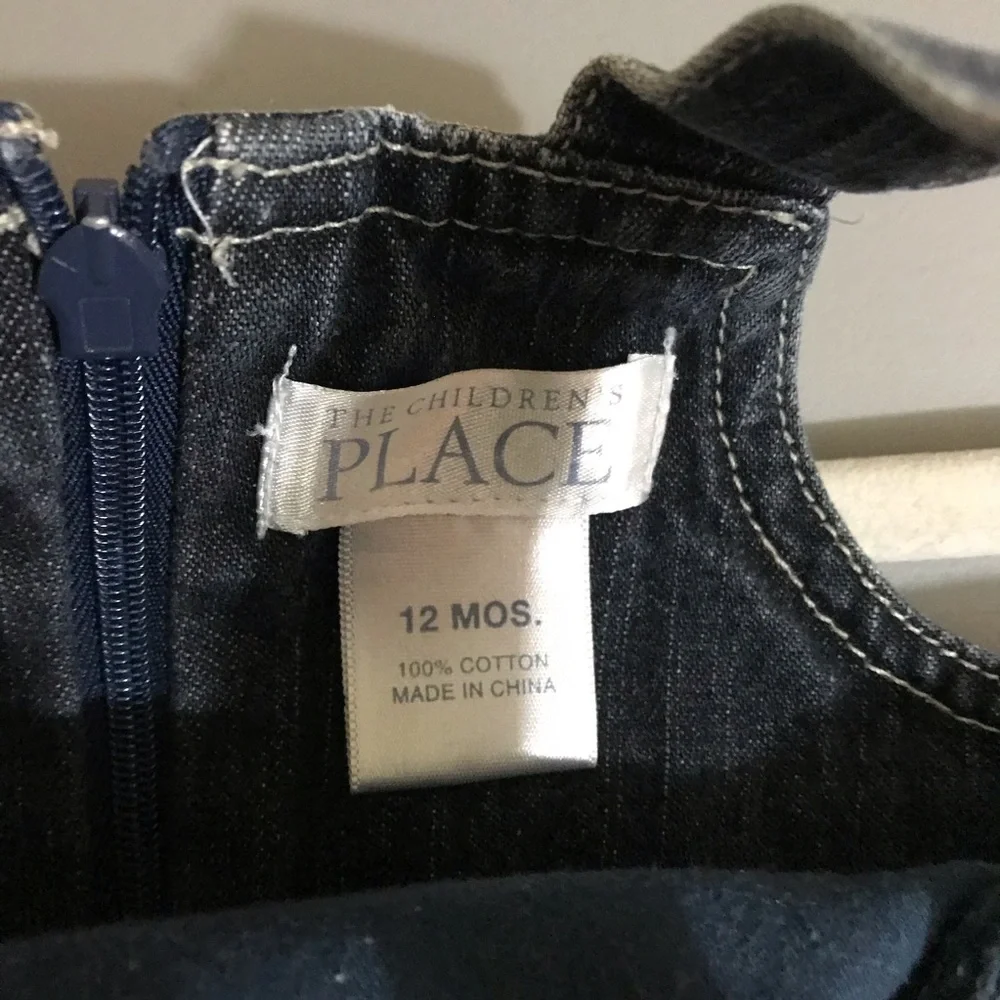 THE CHILDREN'S
PLACE
12 MOS.
100% COTTON
MADE IN CHINA